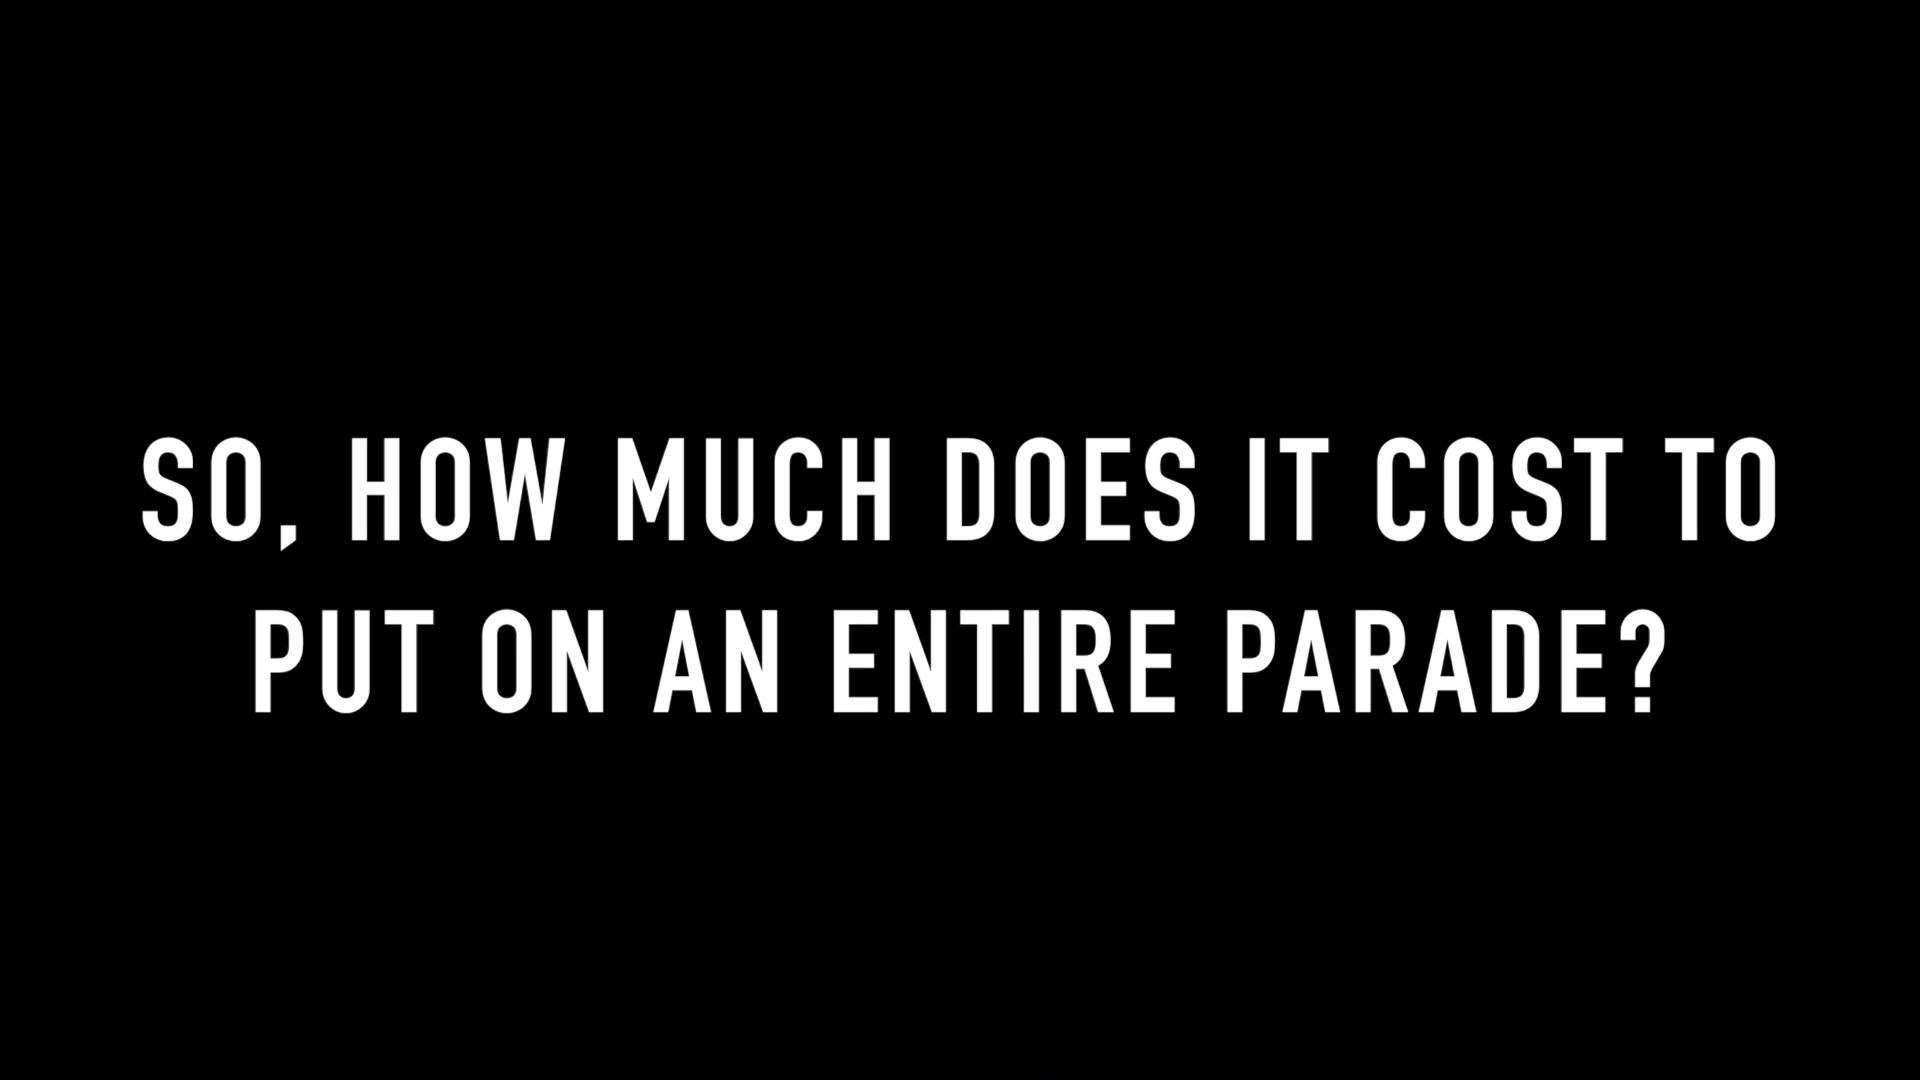 SO, HOW MUCH DOES IT COST TO
PUT ON AN ENTIRE PARADE?